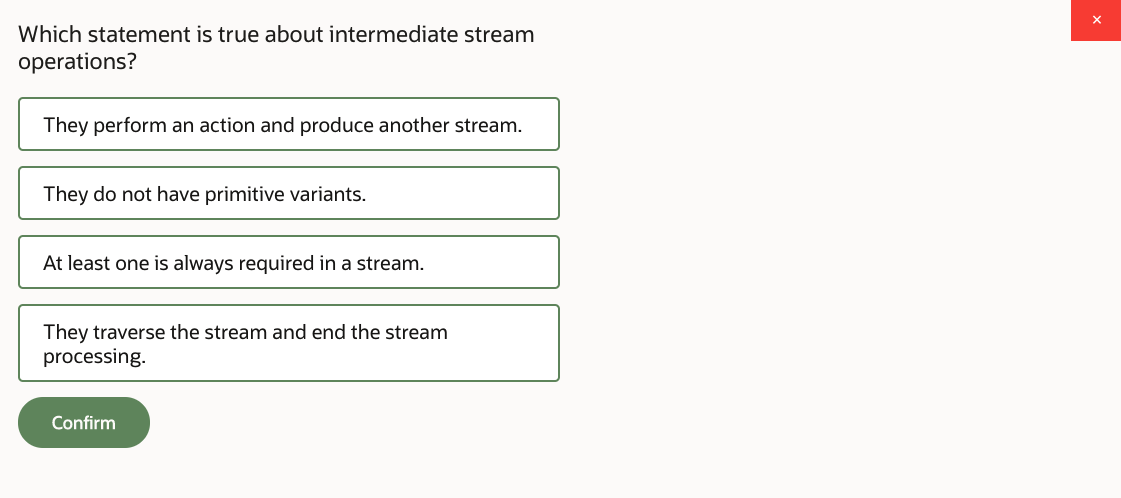 Which statement is true about intermediate stream
operations?
×
They perform an action and produce another stream.
They do not have primitive variants.
At least one is always required in a stream.
They traverse the stream and end the stream
processing.
Confirm